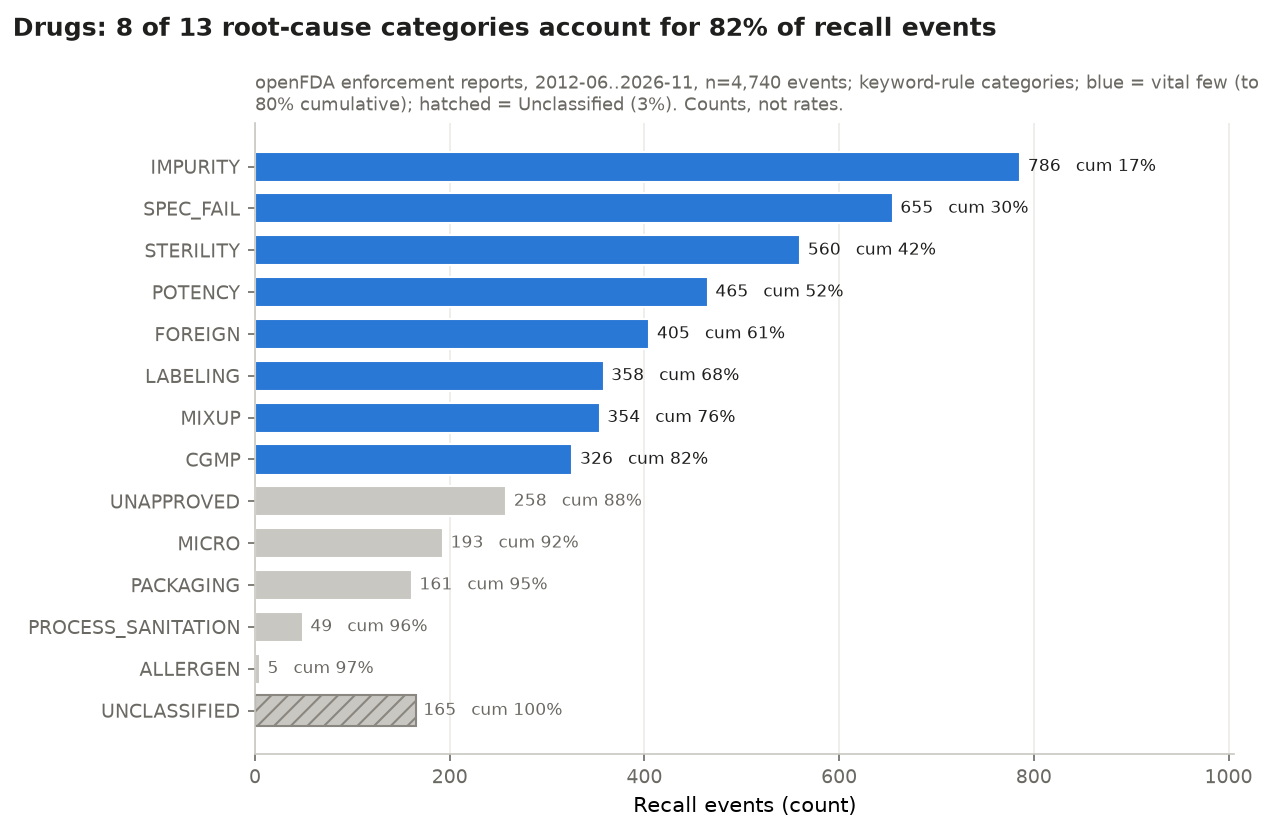 Drugs: 8 of 13 root-cause categories account for 82% of recall events
openFDA enforcement reports, 2012-06..2026-11, n=4,740 events; keyword-rule categories; blue = vital few (to
80% cumulative); hatched = Unclassified (3%). Counts, not rates.
IMPURITY 786 cum 17%
SPEC_FAIL 655 cum 30%
STERILITY 560 cum 42%
POTENCY 465 cum 52%
FOREIGN 405 cum 61%
LABELING 358 cum 68%
MIXUP 354 cum 76%
CGMP 326 cum 82%
UNAPPROVED 258 cum 88%
MICRO 193 cum 92%
PACKAGING 161 cum 95%
PROCESS_SANITATION 49 cum 96%
ALLERGEN 5 cum 97%
UNCLASSIFIED 165 cum 100%
0 200 400 600 800 1000
Recall events (count)